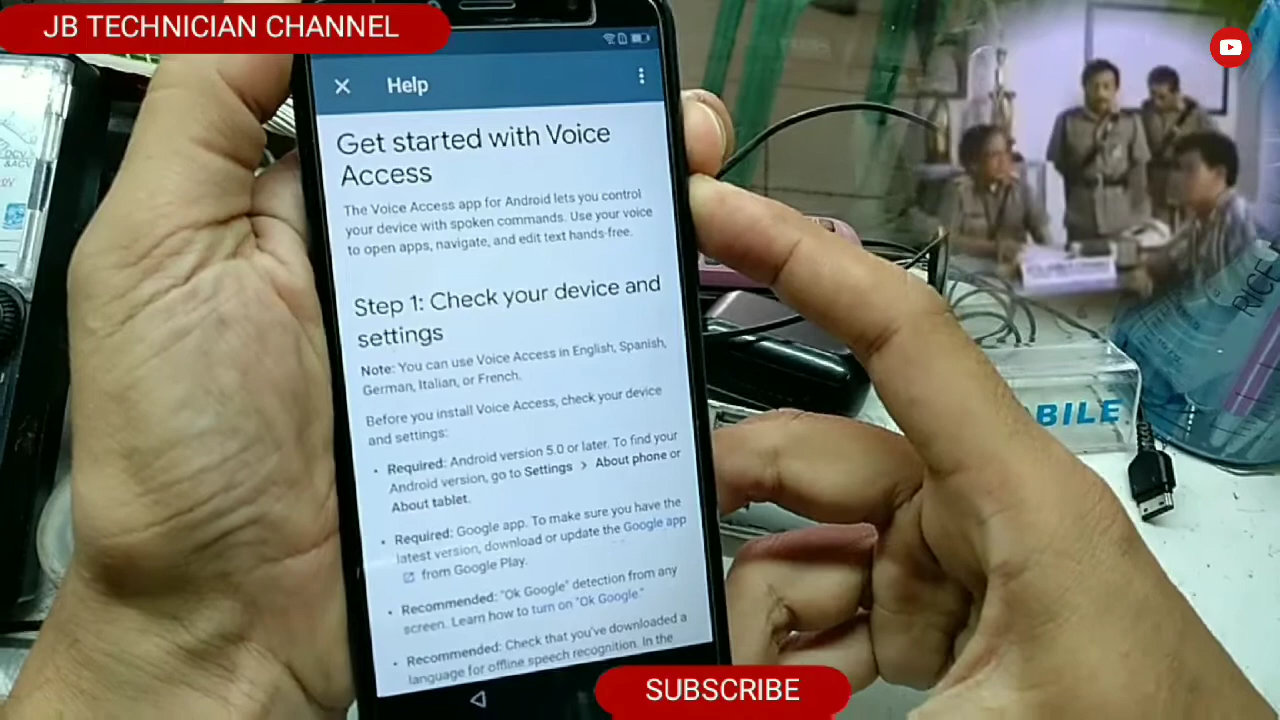 JB TECHNICIAN CHANNEL
Help
Get started with Voice
Access
The Voice Access app for Android lets you control
your device with spoken commands. Use your voice
to open apps, navigate, and edit text hands-free.
Step 1: Check your device and
settings
Note: You can use Voice Access in English, Spanish,
German, Italian, or French.
Before you install Voice Access, check your device
and settings:
• Required: Android version 5.0 or later. To find your
Android version, go to Settings > About phone or
About tablet.
• Required: Google app. To make sure you have the
latest version, download or update the Google app
from Google Play.
• Recommended: "Ok Google" detection from any
screen. Learn how to turn on "Ok Google."
• Recommended: Check that you've downloaded a
language for offline speech recognition. In the
RICE
BILE
SUBSCRIBE